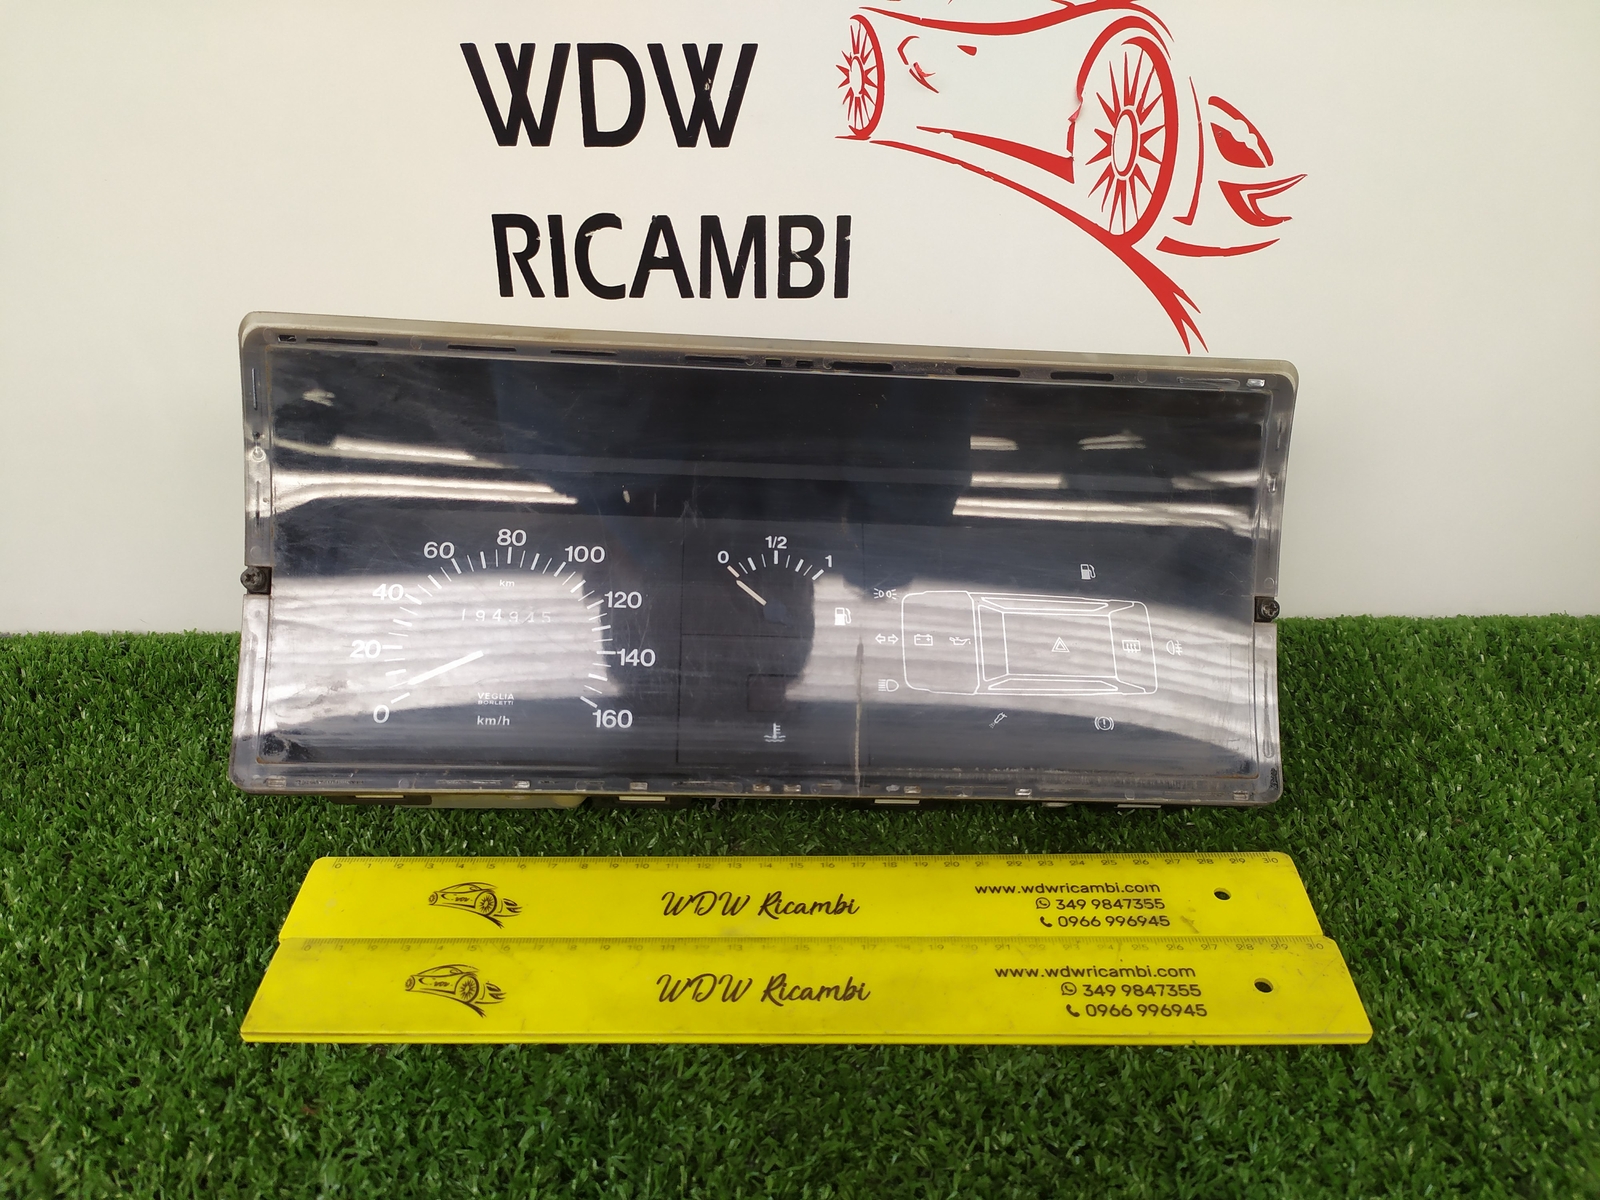 WDW
RICAMBI
0 20 40 60 80 100 120 140 160
km
VEGLIA
BORLETTI
km/h
0 1/2 1
WDW Ricambi
www.wdwricambi.com
349 9847355
0966 996945
WDW Ricambi
www.wdwricambi.com
349 9847355
0966 996945